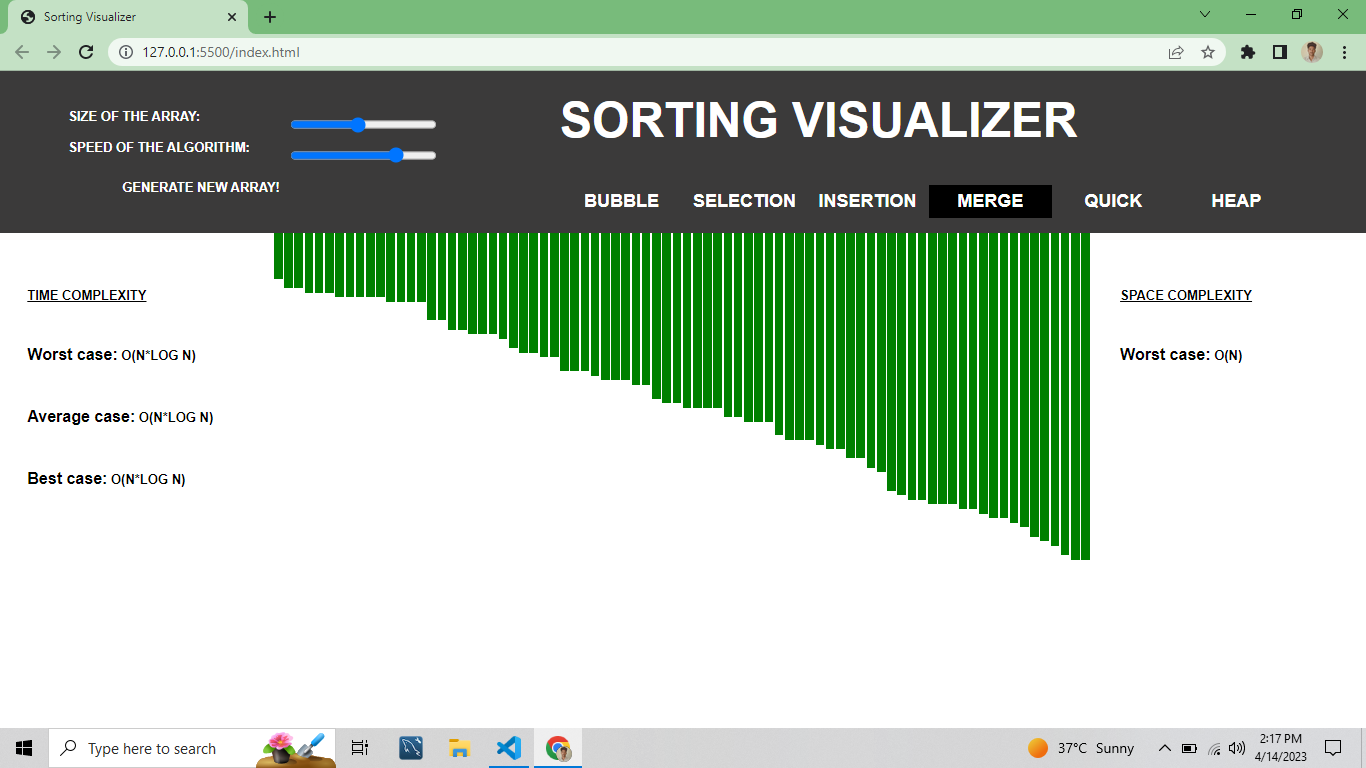 Sorting Visualizer
127.0.0.1:5500/index.html
SIZE OF THE ARRAY:
SPEED OF THE ALGORITHM:
GENERATE NEW ARRAY!
SORTING VISUALIZER
BUBBLE SELECTION INSERTION MERGE QUICK HEAP
TIME COMPLEXITY
Worst case: O(N*LOG N)
Average case: O(N*LOG N)
Best case: O(N*LOG N)
SPACE COMPLEXITY
Worst case: O(N)
Type here to search
37°C Sunny
2:17 PM
4/14/2023